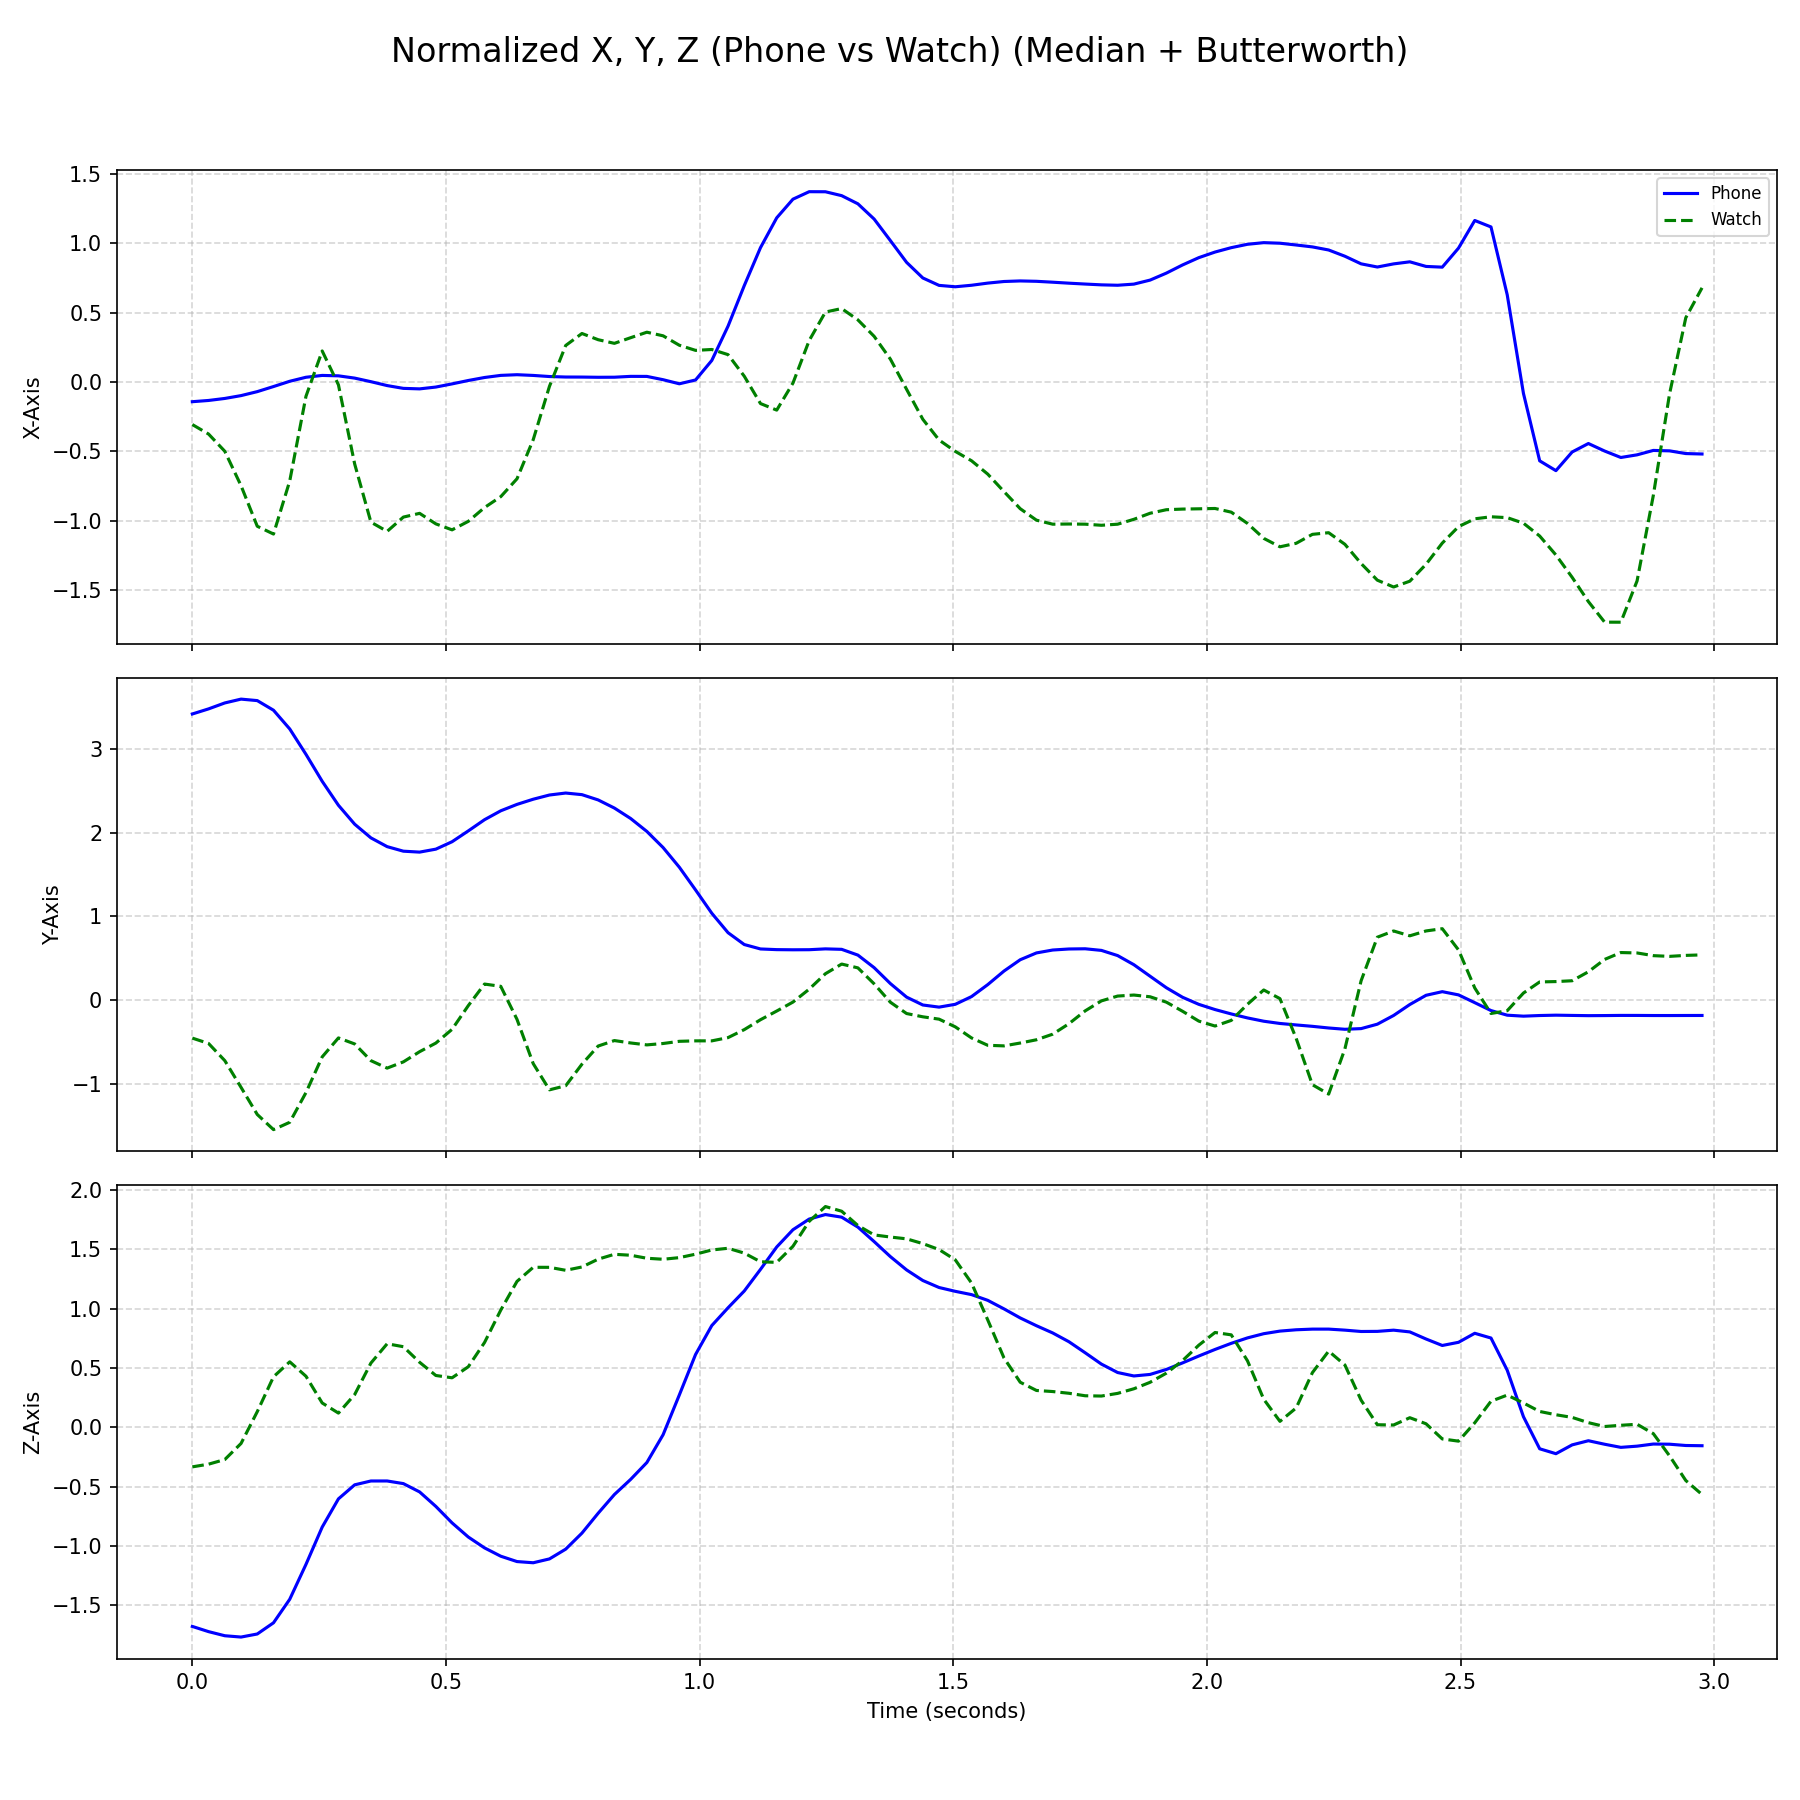 Normalized X, Y, Z (Phone vs Watch) (Median + Butterworth)
1.5
1.0
0.5
0.0
−0.5
−1.0
−1.5
X-Axis
Phone
Watch
3
2
1
0
−1
Y-Axis
2.0
1.5
1.0
0.5
0.0
−0.5
−1.0
−1.5
Z-Axis
0.0 0.5 1.0 1.5 2.0 2.5 3.0
Time (seconds)